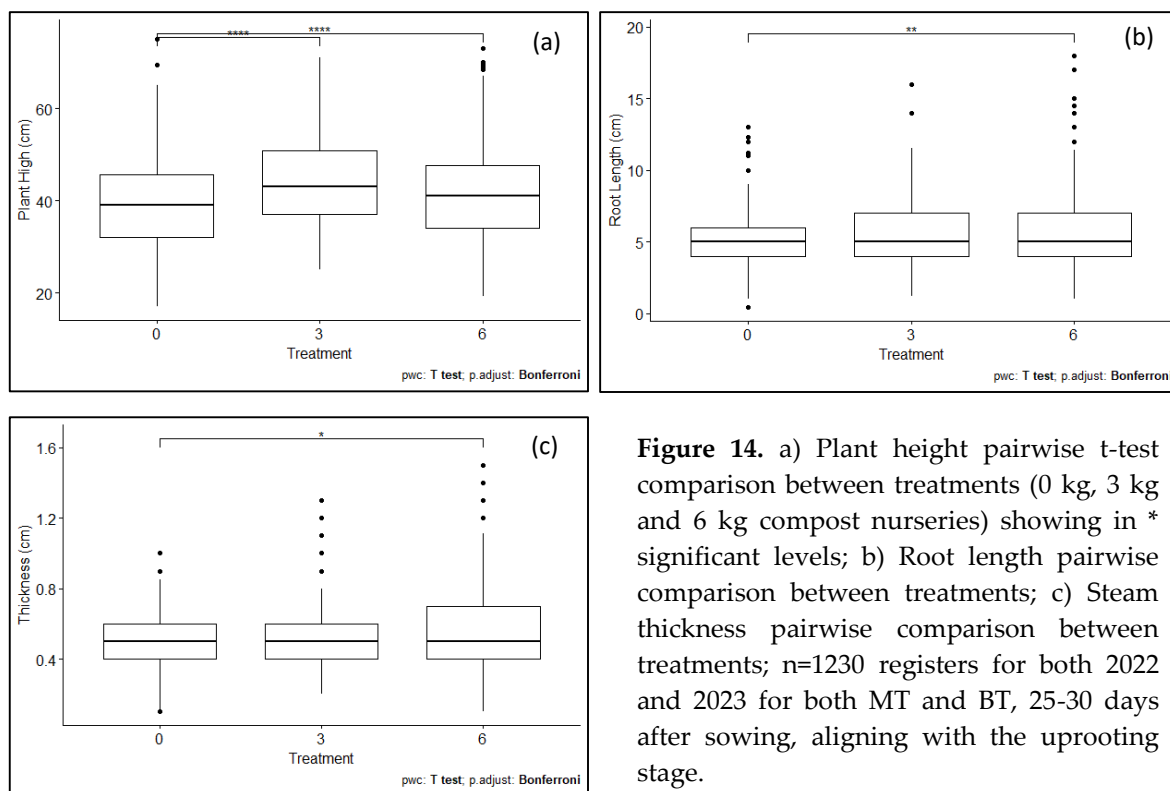 **** ****
(a)
Plant High (cm)
60
40
20
0 3 6
Treatment
pwc: T test; p.adjust: Bonferroni
**
(b)
Root Length (cm)
20
15
10
5
0
0 3 6
Treatment
pwc: T test; p.adjust: Bonferroni
*
(c)
Thickness (cm)
1.6
1.2
0.8
0.4
0 3 6
Treatment
pwc: T test; p.adjust: Bonferroni
Figure 14. a) Plant height pairwise t-test
comparison between treatments (0 kg, 3 kg
and 6 kg compost nurseries) showing in *
significant levels; b) Root length pairwise
comparison between treatments; c) Steam
thickness pairwise comparison between
treatments; n=1230 registers for both 2022
and 2023 for both MT and BT, 25-30 days
after sowing, aligning with the uprooting
stage.